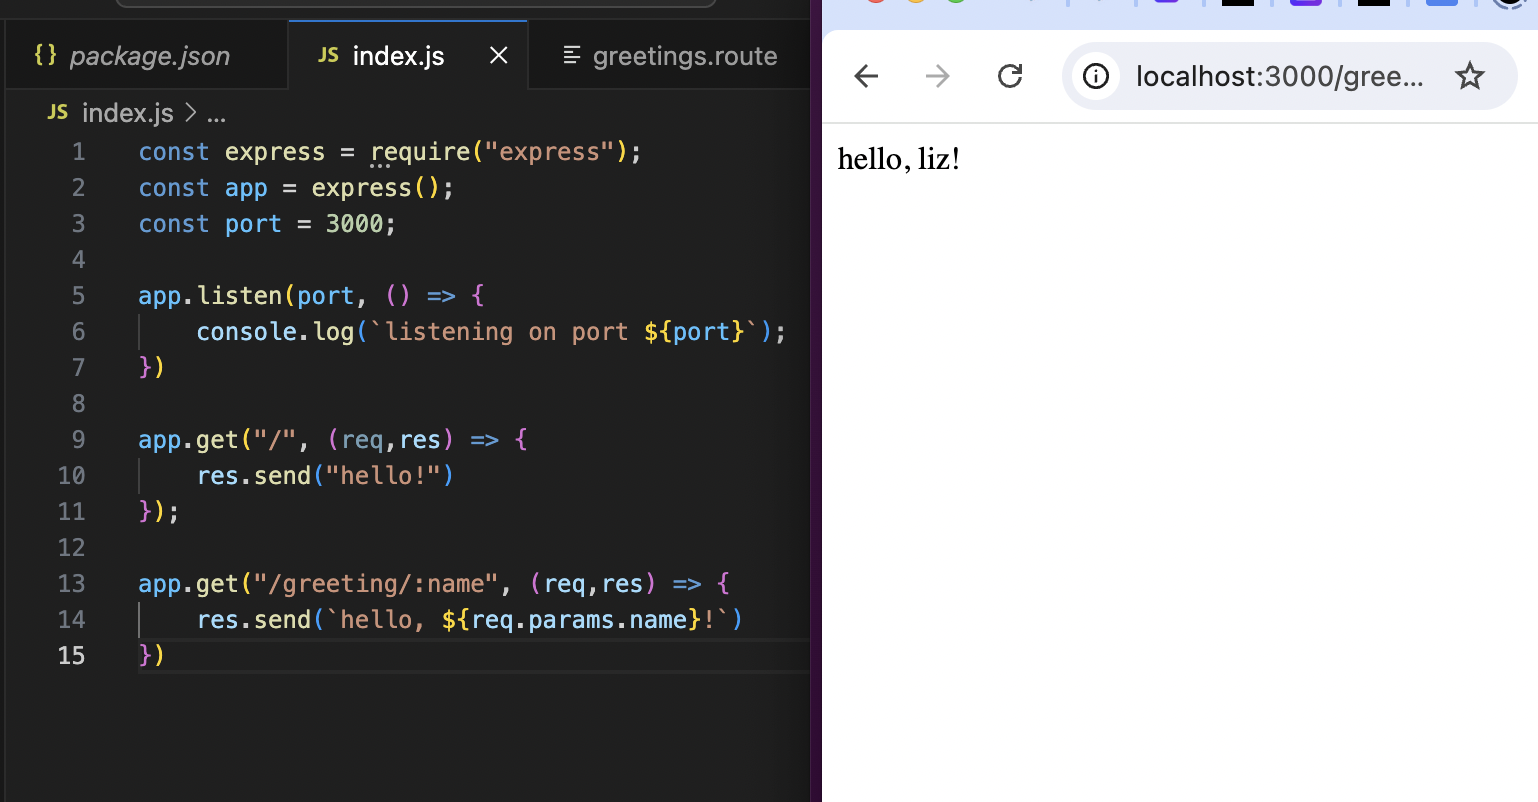 {} package.json
JS index.js
greetings.route
JS index.js > ...
1 const express = require("express");
2 const app = express();
3 const port = 3000;
4
5 app.listen(port, () => {
6 console.log(`listening on port ${port}`);
7 })
8
9 app.get("/", (req,res) => {
10 res.send("hello!")
11 });
12
13 app.get("/greeting/:name", (req,res) => {
14 res.send(`hello, ${req.params.name}!`)
15 })
localhost:3000/gree...
hello, liz!